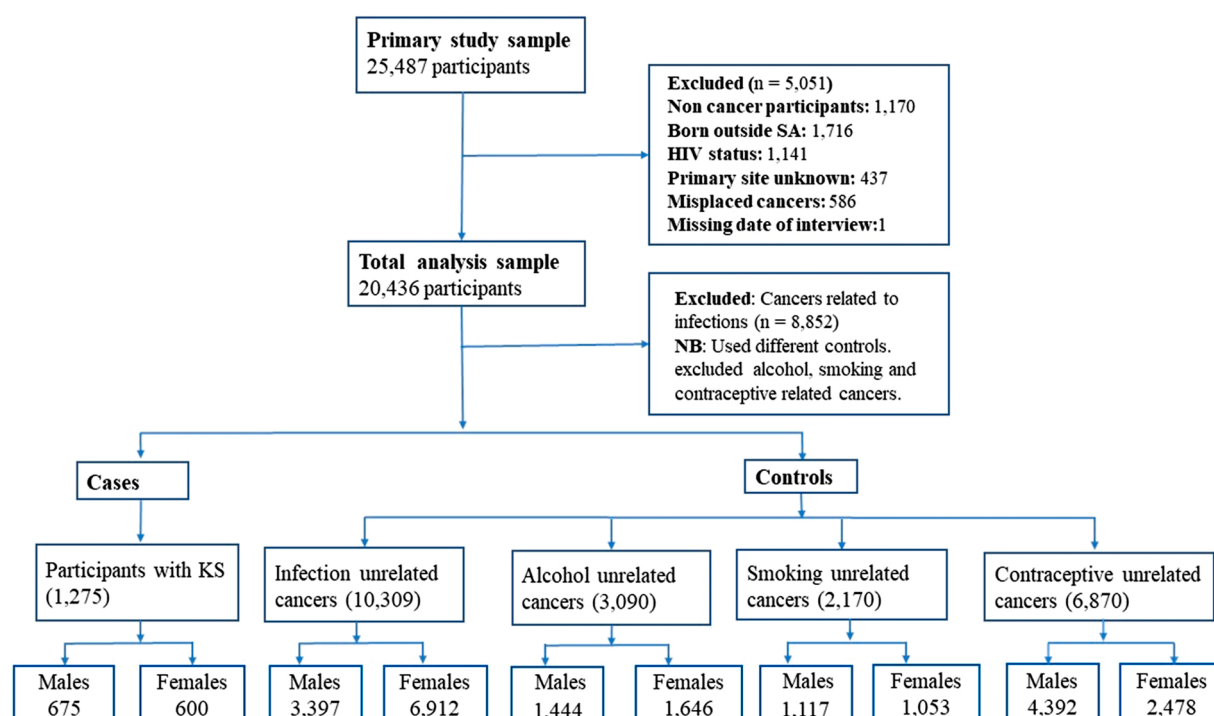 Primary study sample
25,487 participants
Excluded (n = 5,051)
Non cancer participants: 1,170
Born outside SA: 1,716
HIV status: 1,141
Primary site unknown: 437
Misplaced cancers: 586
Missing date of interview:1
Total analysis sample
20,436 participants
Excluded: Cancers related to
infections (n = 8,852)
NB: Used different controls.
excluded alcohol, smoking and
contraceptive related cancers.
Cases
Controls
Participants with KS
(1,275)
Infection unrelated
cancers (10,309)
Alcohol unrelated
cancers (3,090)
Smoking unrelated
cancers (2,170)
Contraceptive unrelated
cancers (6,870)
Males
675
Females
600
Males
3,397
Females
6,912
Males
1,444
Females
1,646
Males
1,117
Females
1,053
Males
4,392
Females
2,478